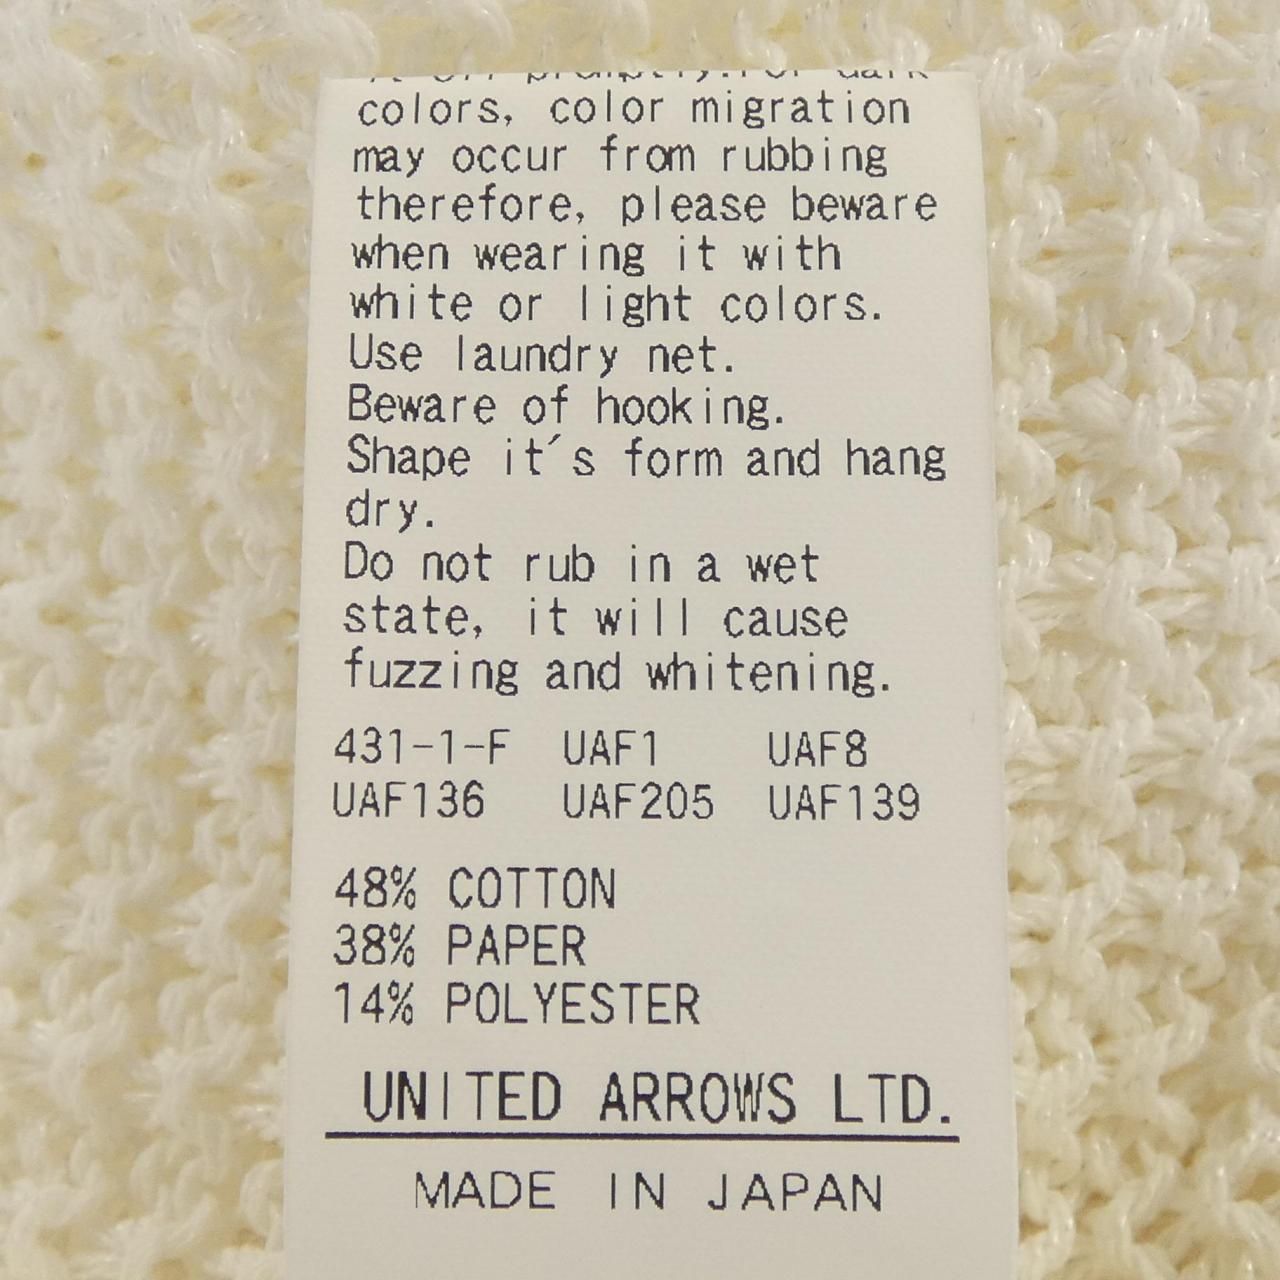 colors, color migration
may occur from rubbing
therefore, please beware
when wearing it with
white or light colors.
Use laundry net.
Beware of hooking.
Shape it´s form and hang
dry.
Do not rub in a wet
state, it will cause
fuzzing and whitening.
431-1-F UAF1 UAF8
UAF136 UAF205 UAF139
48% COTTON
38% PAPER
14% POLYESTER
UNITED ARROWS LTD.
MADE IN JAPAN